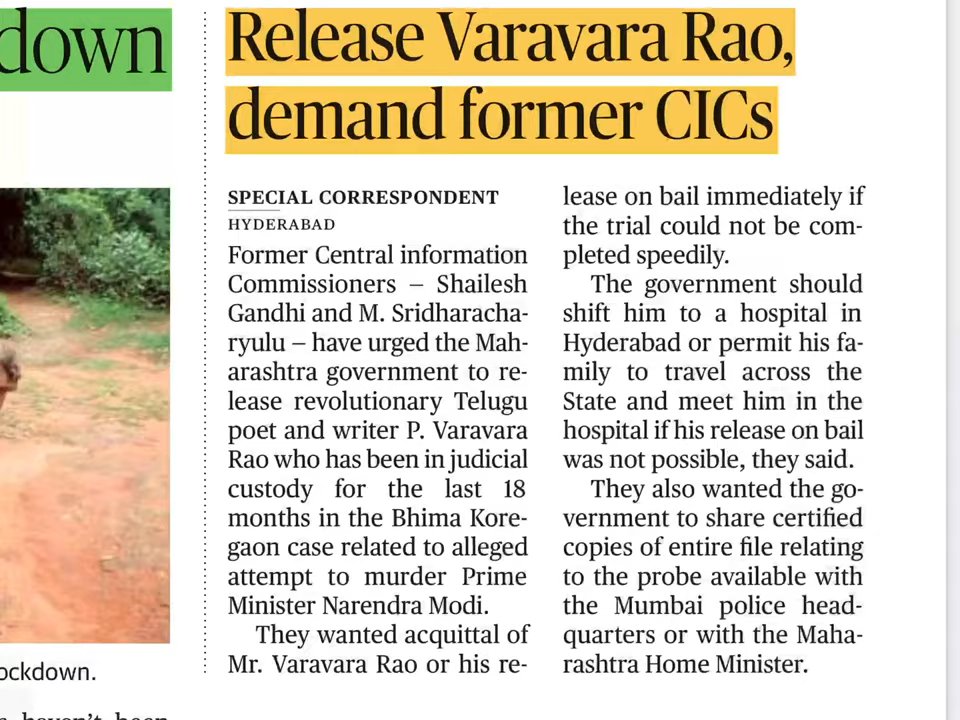 down
ockdown.
Release Varavara Rao,
demand former CICs
SPECIAL CORRESPONDENT
HYDERABAD
Former Central information
Commissioners – Shailesh
Gandhi and M. Sridharacha-
ryulu – have urged the Mah-
arashtra government to re-
lease revolutionary Telugu
poet and writer P. Varavara
Rao who has been in judicial
custody for the last 18
months in the Bhima Kore-
gaon case related to alleged
attempt to murder Prime
Minister Narendra Modi.
They wanted acquittal of
Mr. Varavara Rao or his re-
lease on bail immediately if
the trial could not be com-
pleted speedily.
The government should
shift him to a hospital in
Hyderabad or permit his fa-
mily to travel across the
State and meet him in the
hospital if his release on bail
was not possible, they said.
They also wanted the go-
vernment to share certified
copies of entire file relating
to the probe available with
the Mumbai police head-
quarters or with the Maha-
rashtra Home Minister.